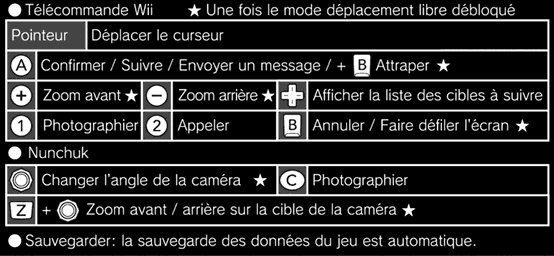 ● Télécommande Wii ★ Une fois le mode déplacement libre débloqué
Pointeur Déplacer le curseur
A Confirmer / Suivre / Envoyer un message / + B Attraper ★
+ Zoom avant ★ − Zoom arrière ★ Afficher la liste des cibles à suivre
1 Photographier 2 Appeler B Annuler / Faire défiler l'écran ★
● Nunchuk
Changer l'angle de la caméra ★ C Photographier
Z + Zoom avant / arrière sur la cible de la caméra ★
● Sauvegarder: la sauvegarde des données du jeu est automatique.